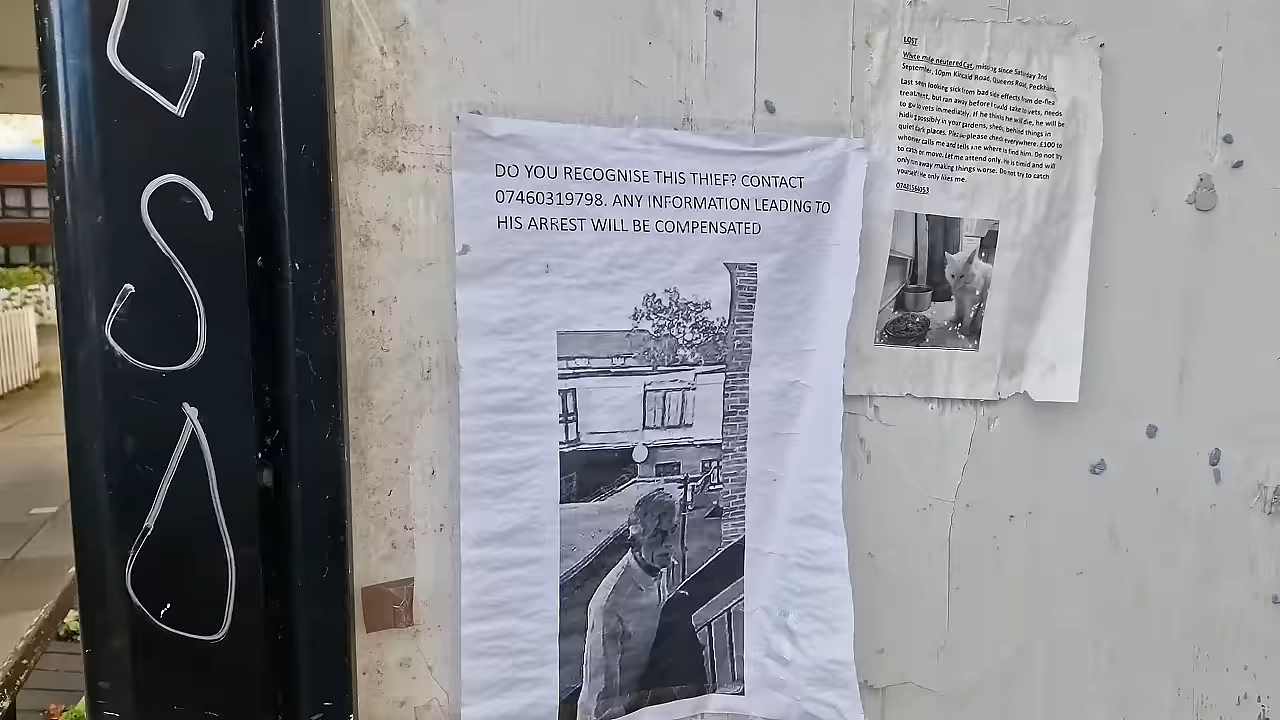 DO YOU RECOGNISE THIS THIEF? CONTACT
07460319798. ANY INFORMATION LEADING TO
HIS ARREST WILL BE COMPENSATED
LOST
White male neutered cat, missing since Saturday 2nd
September, 10pm Kincaid Road, Queens Road, Peckham.
Last seen looking sick from bad side effects from de-flea
treatment, but ran away before I could take to vets, needs
to go to vets immediately. If he thinks he will die, he will be
hiding possibly in your gardens, sheds, behind things in
quiet dark places. Please please check everywhere. £100 to
whoever calls me and tells me where to find him. Do not try
to catch or move. Let me attend only. He is timid and will
only run away making things worse. Do not try to catch
yourself. He only likes me.